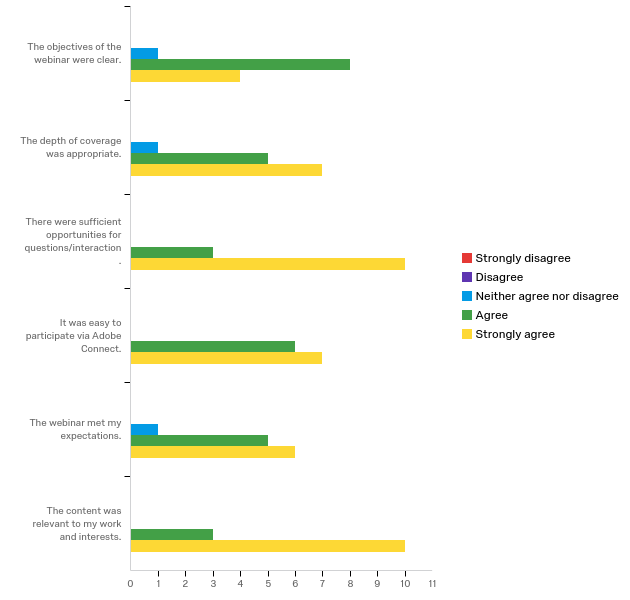 The objectives of the
webinar were clear.
The depth of coverage
was appropriate.
There were sufficient
opportunities for
questions/interaction
.
It was easy to
participate via Adobe
Connect.
The webinar met my
expectations.
The content was
relevant to my work
and interests.
0 1 2 3 4 5 6 7 8 9 10 11
Strongly disagree
Disagree
Neither agree nor disagree
Agree
Strongly agree